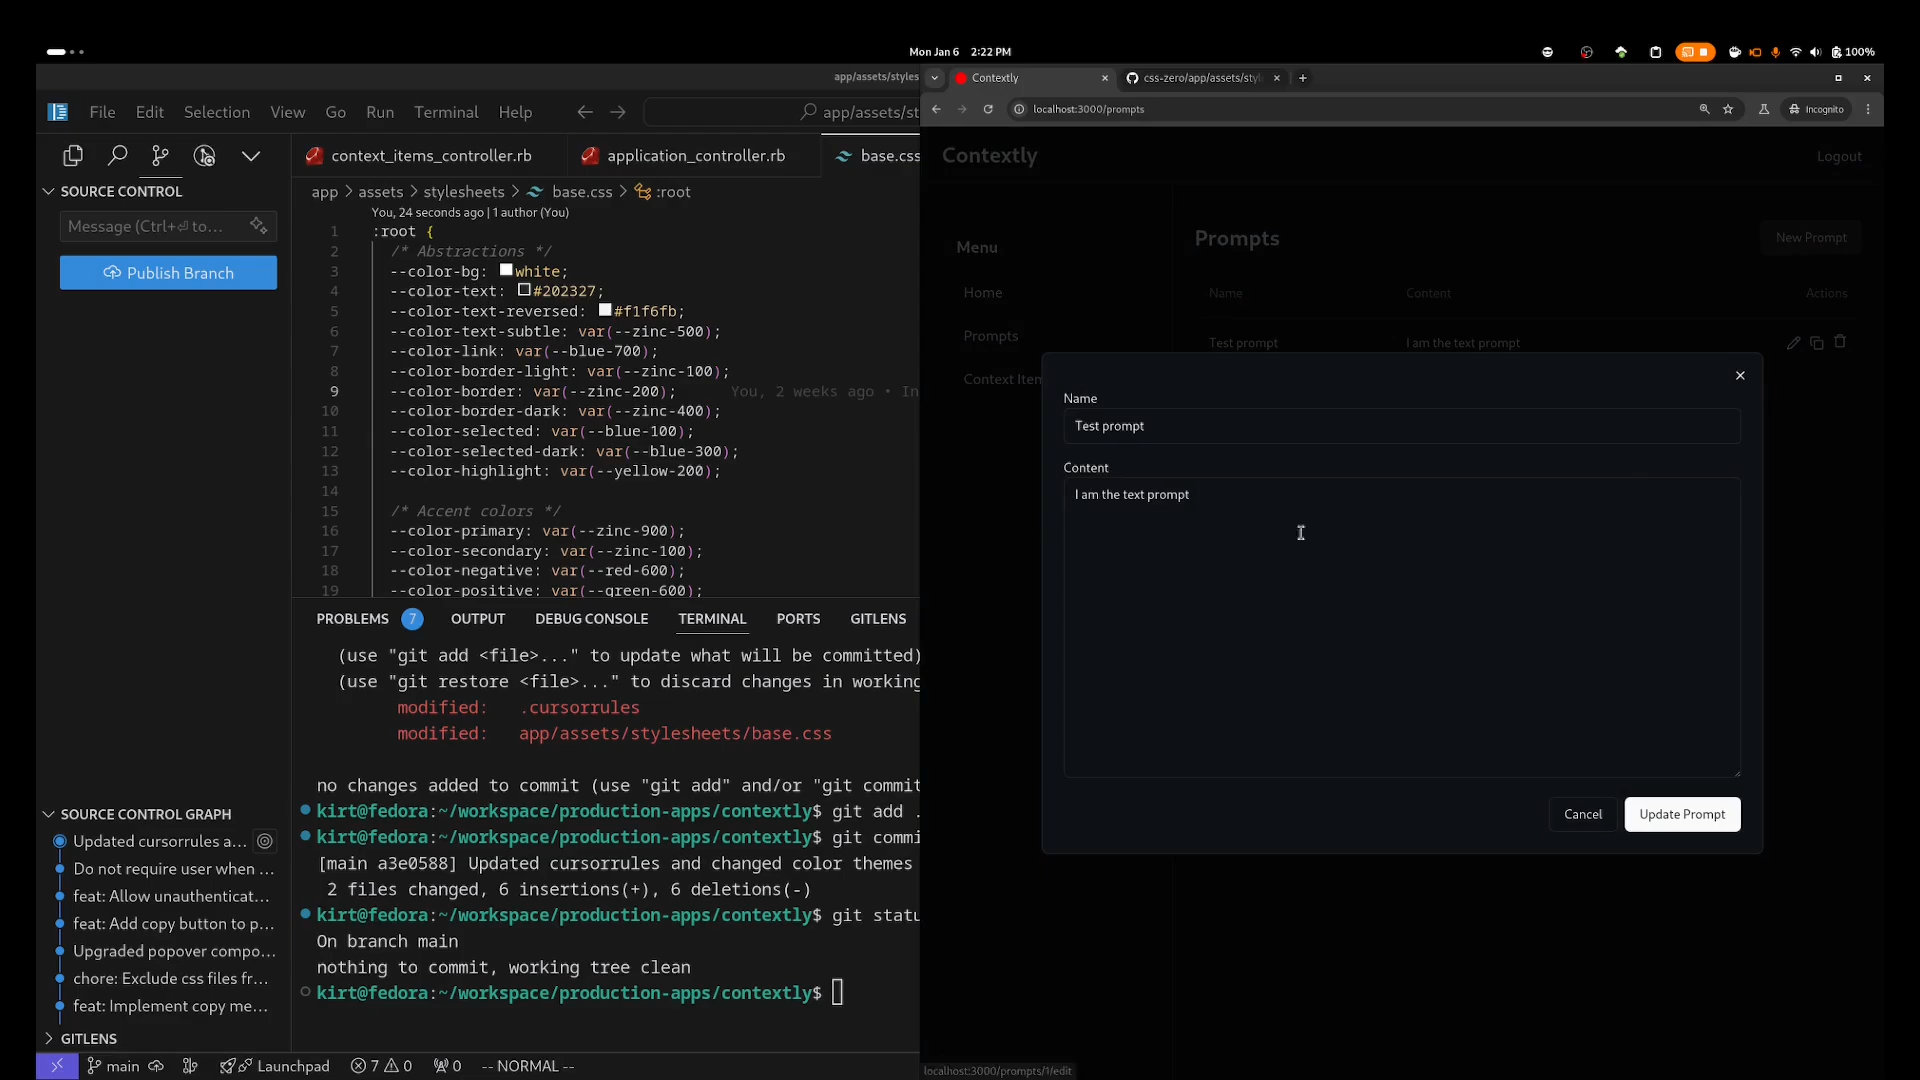 Mon Jan 6 2:22 PM
100%
app/assets/styles
File Edit Selection View Go Run Terminal Help
app/assets/st
SOURCE CONTROL
Message (Ctrl+⏎ to...
Publish Branch
SOURCE CONTROL GRAPH
Updated cursorrules a...
Do not require user when ...
feat: Allow unauthenticat...
feat: Add copy button to p...
Upgraded popover compo...
chore: Exclude css files fr...
feat: Implement copy me...
GITLENS
context_items_controller.rb
application_controller.rb
base.css
app > assets > stylesheets > base.css > :root
You, 24 seconds ago | 1 author (You)
1 :root {
2 /* Abstractions */
3 --color-bg: white;
4 --color-text: #202327;
5 --color-text-reversed: #f1f6fb;
6 --color-text-subtle: var(--zinc-500);
7 --color-link: var(--blue-700);
8 --color-border-light: var(--zinc-100);
9 --color-border: var(--zinc-200); You, 2 weeks ago • In
10 --color-border-dark: var(--zinc-400);
11 --color-selected: var(--blue-100);
12 --color-selected-dark: var(--blue-300);
13 --color-highlight: var(--yellow-200);
14
15 /* Accent colors */
16 --color-primary: var(--zinc-900);
17 --color-secondary: var(--zinc-100);
18 --color-negative: var(--red-600);
19 --color-positive: var(--green-600);
PROBLEMS 7 OUTPUT DEBUG CONSOLE TERMINAL PORTS GITLENS
(use "git add <file>..." to update what will be committed)
(use "git restore <file>..." to discard changes in working
modified: .cursorrules
modified: app/assets/stylesheets/base.css
no changes added to commit (use "git add" and/or "git commit
kirt@fedora:~/workspace/production-apps/contextly$ git add .
kirt@fedora:~/workspace/production-apps/contextly$ git commi
[main a3e0588] Updated cursorrules and changed color themes
2 files changed, 6 insertions(+), 6 deletions(-)
kirt@fedora:~/workspace/production-apps/contextly$ git statu
On branch main
nothing to commit, working tree clean
kirt@fedora:~/workspace/production-apps/contextly$
main Launchpad 7 0 0 -- NORMAL --
Contextly
css-zero/app/assets/styl
localhost:3000/prompts
Incognito
Contextly
Logout
Menu
Home
Prompts
Context Iten
Prompts
New Prompt
Name Content Actions
Test prompt I am the text prompt
Name
Test prompt
Content
I am the text prompt
Cancel
Update Prompt
localhost:3000/prompts/1/edit